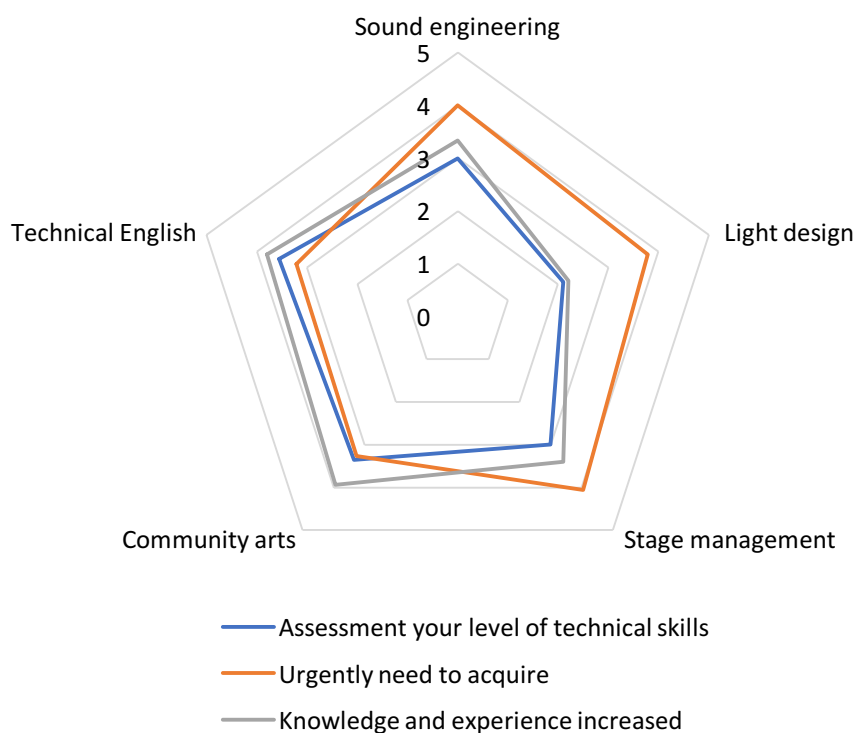 Sound engineering
5
4
3
2
1
0
Technical English
Light design
Community arts
Stage management
Assessment your level of technical skills
Urgently need to acquire
Knowledge and experience increased